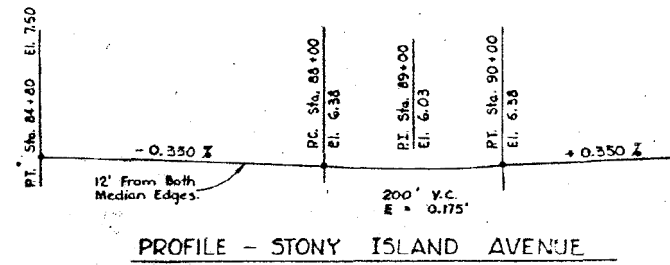 P.T. Sta. 84+80 El. 7.50
P.C. Sta. 88+00
El. 6.38
P.I. Sta. 89+00
El. 6.03
P.T. Sta. 90+00
El. 6.38
-0.350 %
+0.350 %
12' From Both
Median Edges.
200' V.C.
E = 0.175'
PROFILE - STONY ISLAND AVENUE